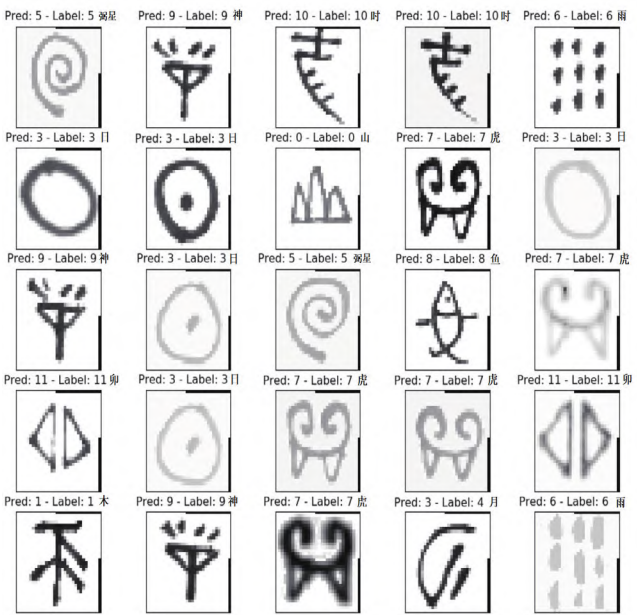 Pred: 5 - Label: 5 弼星 Pred: 9 - Label: 9 神 Pred: 10 - Label: 10 时 Pred: 10 - Label: 10 时 Pred: 6 - Label: 6 雨
Pred: 3 - Label: 3 日 Pred: 3 - Label: 3 日 Pred: 0 - Label: 0 山 Pred: 7 - Label: 7 虎 Pred: 3 - Label: 3 日
Pred: 9 - Label: 9 神 Pred: 3 - Label: 3 日 Pred: 5 - Label: 5 弼星 Pred: 8 - Label: 8 鱼 Pred: 7 - Label: 7 虎
Pred: 11 - Label: 11 卯 Pred: 3 - Label: 3 日 Pred: 7 - Label: 7 虎 Pred: 7 - Label: 7 虎 Pred: 11 - Label: 11 卯
Pred: 1 - Label: 1 木 Pred: 9 - Label: 9 神 Pred: 7 - Label: 7 虎 Pred: 3 - Label: 4 月 Pred: 6 - Label: 6 雨